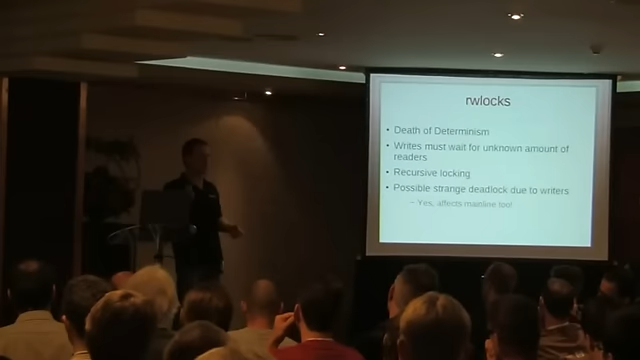 rwlocks
• Death of Determinism
• Writes must wait for unknown amount of
readers
• Recursive locking
• Possible strange deadlock due to writers
– Yes, affects mainline too!